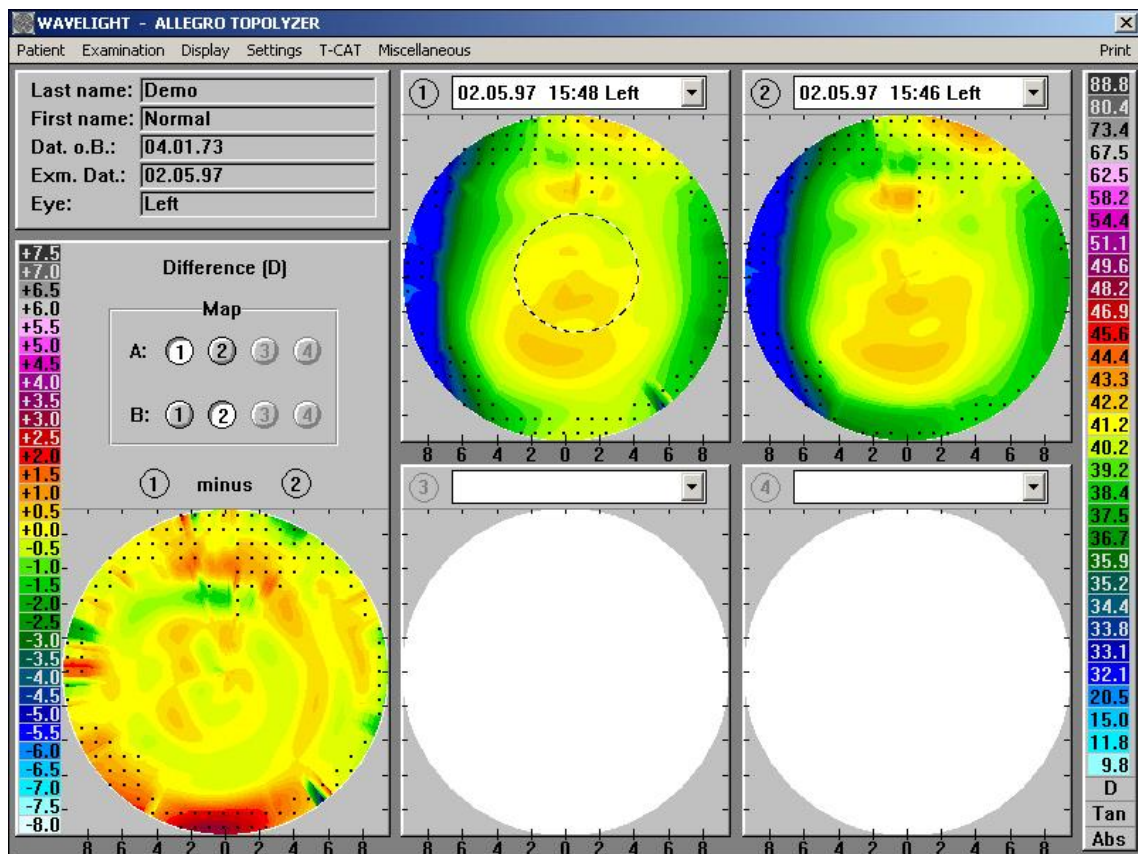 WAVELIGHT - ALLEGRO TOPOLYZER
Patient Examination Display Settings T-CAT Miscellaneous Print
Last name: Demo
First name: Normal
Dat. o.B.: 04.01.73
Exm. Dat.: 02.05.97
Eye: Left
1 02.05.97 15:48 Left
2 02.05.97 15:46 Left
Difference (D)
Map
A: 1 2 3 4
B: 1 2 3 4
1 minus 2
+7.5
+7.0
+6.5
+6.0
+5.5
+5.0
+4.5
+4.0
+3.5
+3.0
+2.5
+2.0
+1.5
+1.0
+0.5
+0.0
-0.5
-1.0
-1.5
-2.0
-2.5
-3.0
-3.5
-4.0
-4.5
-5.0
-5.5
-6.0
-6.5
-7.0
-7.5
-8.0
8 6 4 2 0 2 4 6 8
8 6 4 2 0 2 4 6 8
3
4
8 6 4 2 0 2 4 6 8
8 6 4 2 0 2 4 6 8
8 6 4 2 0 2 4 6 8
88.8
80.4
73.4
67.5
62.5
58.2
54.4
51.1
49.6
48.2
46.9
45.6
44.4
43.3
42.2
41.2
40.2
39.2
38.4
37.5
36.7
35.9
35.2
34.4
33.8
33.1
32.1
20.5
15.0
11.8
9.8
D
Tan
Abs